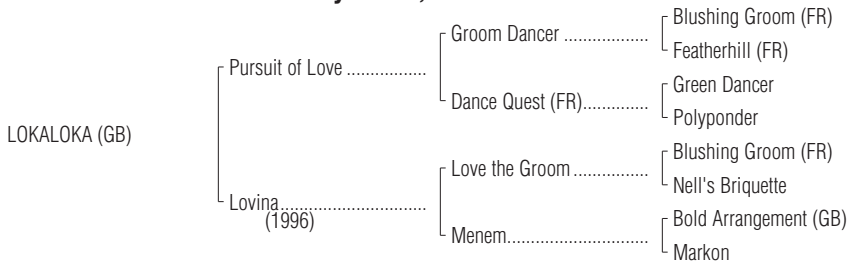 Blushing Groom (FR)
Groom Dancer ..................
Featherhill (FR)
Pursuit of Love .................
Green Dancer
Dance Quest (FR)..............
Polyponder
LOKALOKA (GB)
Blushing Groom (FR)
Love the Groom ................
Nell's Briquette
Lovina...............................
(1996)
Bold Arrangement (GB)
Menem..............................
Markon